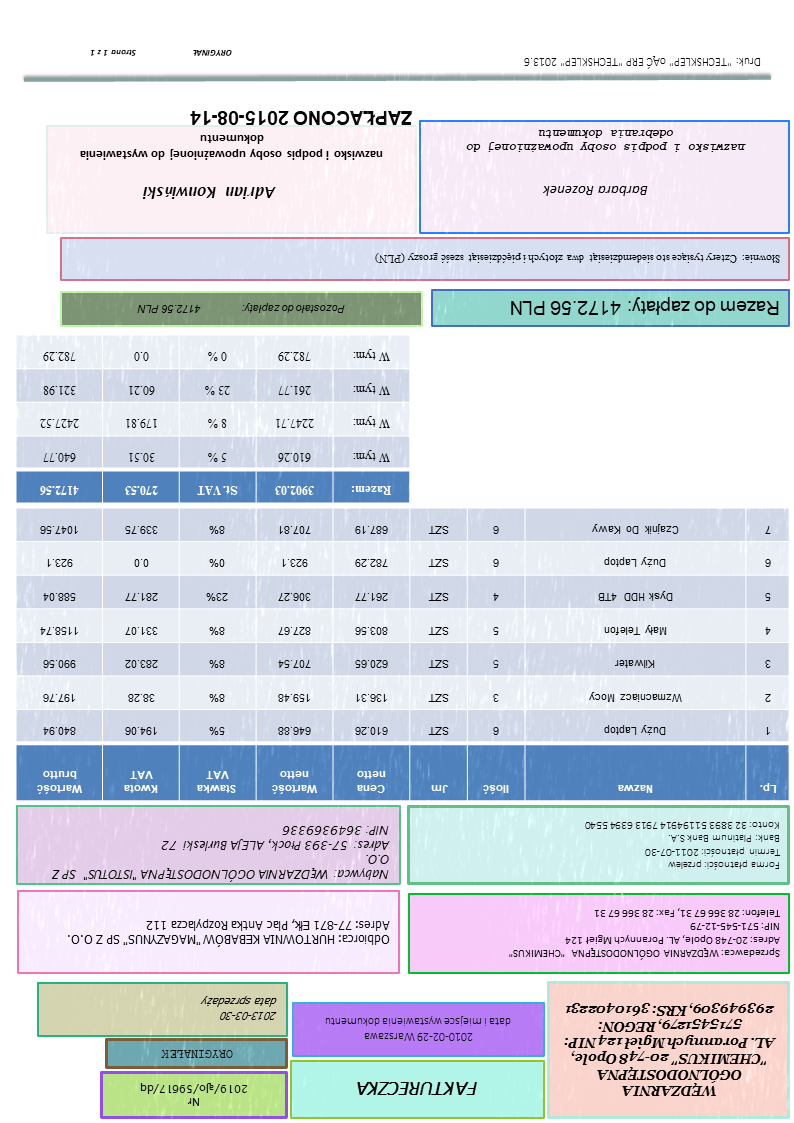 WĘDZARNIA
OGÓLNODOSTĘPNA
"CHEMIKUS" 20-748 Opole,
AL. Porannych Mgieł 124 NIP:
5715451279, REGON:
293949309, KRS: 3610402231
FAKTURECZKA
2010-02-29 Warszawa
data i miejsce wystawienia dokumentu
Nr
2019/ąjo/59617/dq
ORYGINAŁEK
2013-03-30
data sprzedaży
Sprzedawca: WĘDZARNIA OGÓLNODOSTĘPNA "CHEMIKUS"
Adres: 20-748 Opole, AL. Porannych Mgieł 124
NIP: 571-545-12-79
Telefon: 28 366 67 31, Fax: 28 366 67 31
Odbiorca: HURTOWNIA KEBABÓW "MAGAZYNUS" SP Z O.O.
Adres: 77-871 Ełk, Plac Antka Rozpylacza 112
Forma płatności: przelew
Termin płatności: 2011-07-30
Bank: Platinum Bank S.A.
Konto: 32 3893 5119 4914 7913 6394 5540
Nabywca: WĘDZARNIA OGÓLNODOSTĘPNA "ISTOTUS" SP Z
O.O.
Adres: 57-393 Płock, ALEJA Burleski 72
NIP: 3649369336
Lp. Nazwa Ilość Jm Cena netto Wartość netto Stawka VAT Kwota VAT Wartość brutto
1 Duży Laptop 6 SZT 610.26 646.88 5% 194.06 840.94
2 Wzmacniacz Mocy 3 SZT 136.31 159.48 8% 38.28 197.76
3 Kilwater 5 SZT 620.65 707.54 8% 283.02 990.56
4 Mały Telefon 5 SZT 803.56 827.67 8% 331.07 1158.74
5 Dysk HDD 4TB 4 SZT 261.77 306.27 23% 281.77 588.04
6 Duży Laptop 6 SZT 782.29 923.1 0% 0.0 923.1
7 Czajnik Do Kawy 6 SZT 687.19 707.81 8% 339.75 1047.56
Razem: 3902.03 St. VAT 270.53 4172.56
W tym: 610.26 5 % 30.51 640.77
W tym: 2247.71 8 % 179.81 2427.52
W tym: 261.77 23 % 60.21 321.98
W tym: 782.29 0 % 0.0 782.29
Razem do zapłaty: 4172.56 PLN
Pozostało do zapłaty: 4172.56 PLN
Słownie: Cztery tysiące sto siedemdziesiąt dwa złotych i pięćdziesiąt sześć groszy (PLN)
Barbara Rozenek
nazwisko i podpis osoby upoważnionej do
odebrania dokumentu
Adrian Konwiński
nazwisko i podpis osoby upoważnionej do wystawienia
dokumentu
ZAPŁACONO 2015-08-14
Druk: "TECHSKLEP" oĄĆ ERP "TECHSKLEP" 2013.6
ORYGINAŁ Strona 1 z 1